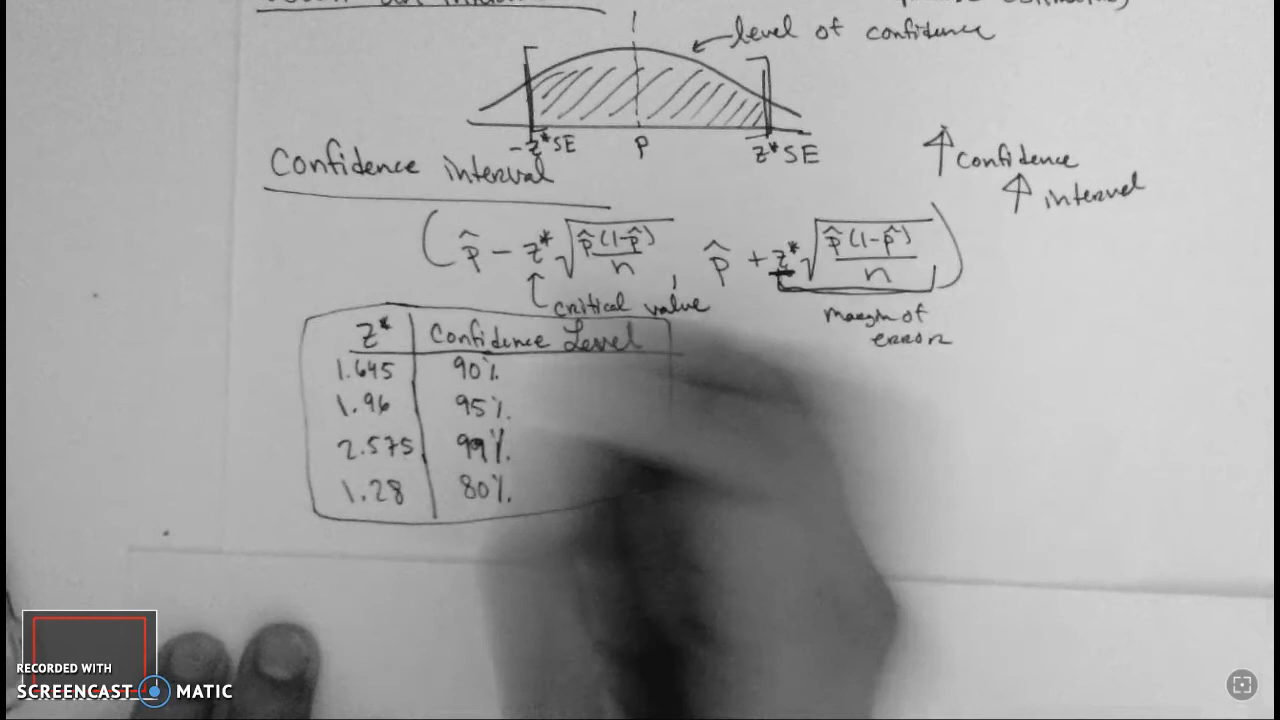 level of confidence
-z* SE p z* SE
Confidence interval
↑ confidence
↑ interval
(p̂ - z* √(p̂(1-p̂)/n) , p̂ + z* √(p̂(1-p̂)/n))
critical value
margin of
error
z* Confidence Level
1.645 90%
1.96 95%
2.575 99%
1.28 80%
RECORDED WITH
SCREENCAST MATIC